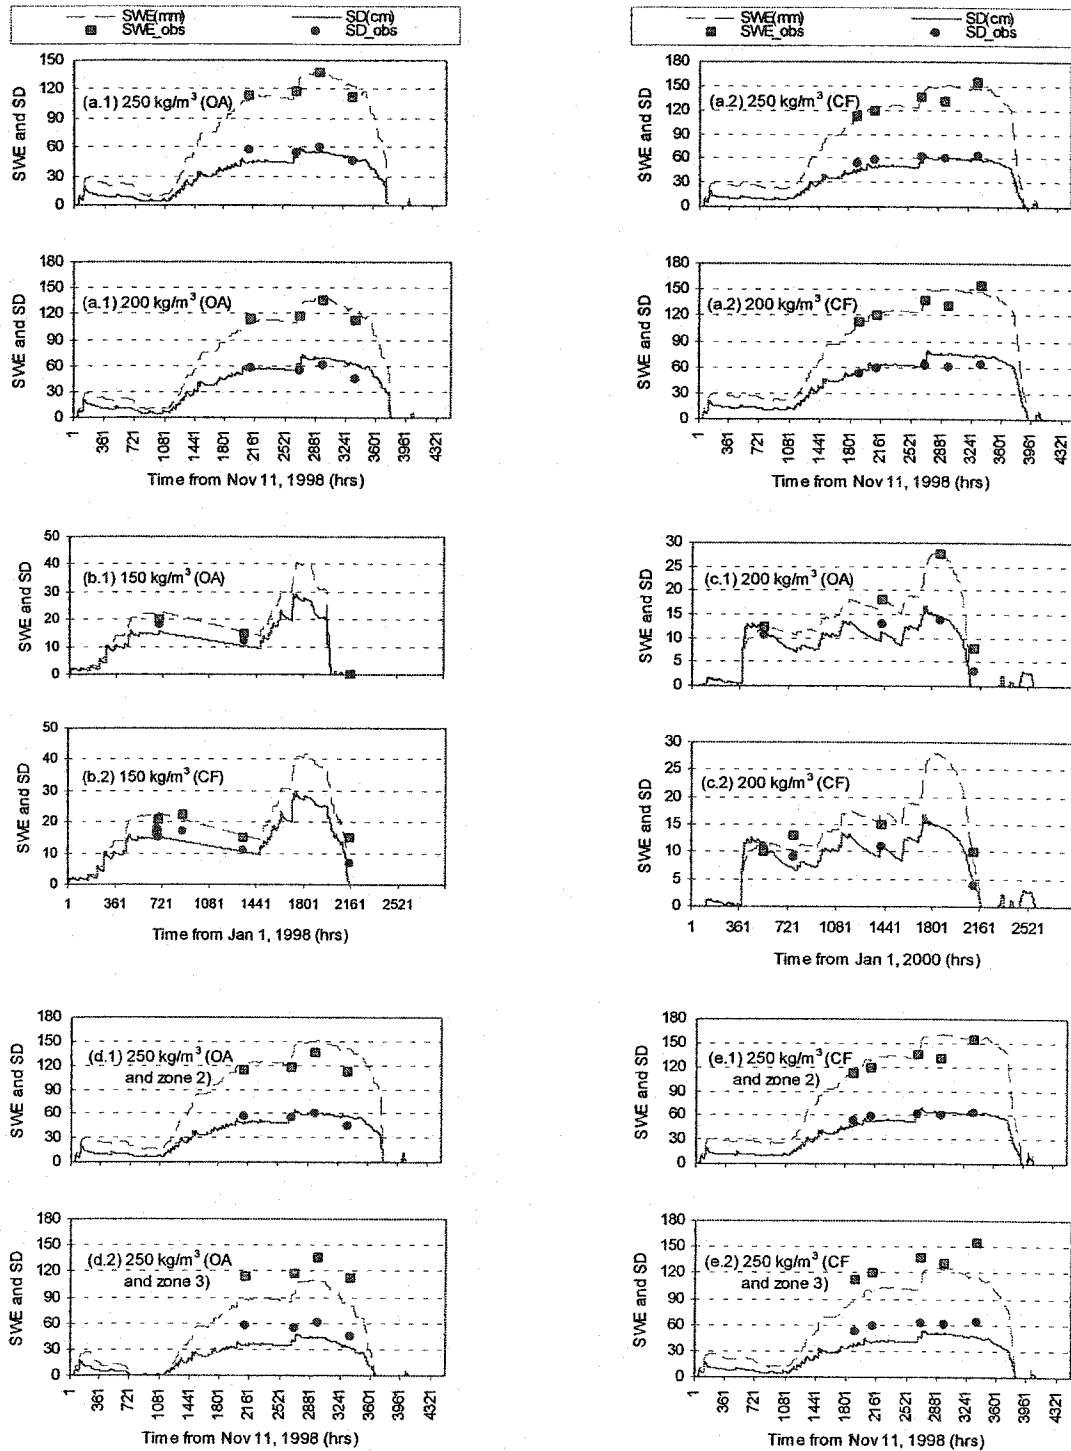 SWE(mm) SD(cm)
SWE_obs SD_obs
SWE(mm) SD(cm)
SWE_obs SD_obs
SWE and SD
150
120
90
60
30
0
(a.1) 250 kg/m³ (OA)
SWE and SD
180
150
120
90
60
30
0
(a.2) 250 kg/m³ (CF)
SWE and SD
180
150
120
90
60
30
0
(a.1) 200 kg/m³ (OA)
1 361 721 1081 1441 1801 2161 2521 2881 3241 3601 3961 4321
Time from Nov 11, 1998 (hrs)
SWE and SD
180
150
120
90
60
30
0
(a.2) 200 kg/m³ (CF)
1 361 721 1081 1441 1801 2161 2521 2881 3241 3601 3961 4321
Time from Nov 11, 1998 (hrs)
SWE and SD
50
40
30
20
10
0
(b.1) 150 kg/m³ (OA)
SWE and SD
30
25
20
15
10
5
0
(c.1) 200 kg/m³ (OA)
SWE and SD
50
40
30
20
10
0
(b.2) 150 kg/m³ (CF)
1 361 721 1081 1441 1801 2161 2521
Time from Jan 1, 1998 (hrs)
SWE and SD
30
25
20
15
10
5
0
(c.2) 200 kg/m³ (CF)
1 361 721 1081 1441 1801 2161 2521
Time from Jan 1, 2000 (hrs)
SWE and SD
180
150
120
90
60
30
0
(d.1) 250 kg/m³ (OA
and zone 2)
SWE and SD
180
150
120
90
60
30
0
(e.1) 250 kg/m³ (CF
and zone 2)
SWE and SD
180
150
120
90
60
30
0
(d.2) 250 kg/m³ (OA
and zone 3)
1 361 721 1081 1441 1801 2161 2521 2881 3241 3601 3961 4321
Time from Nov 11, 1998 (hrs)
SWE and SD
180
150
120
90
60
30
0
(e.2) 250 kg/m³ (CF
and zone 3)
1 361 721 1081 1441 1801 2161 2521 2881 3241 3601 3961 4321
Time from Nov 11, 1998 (hrs)